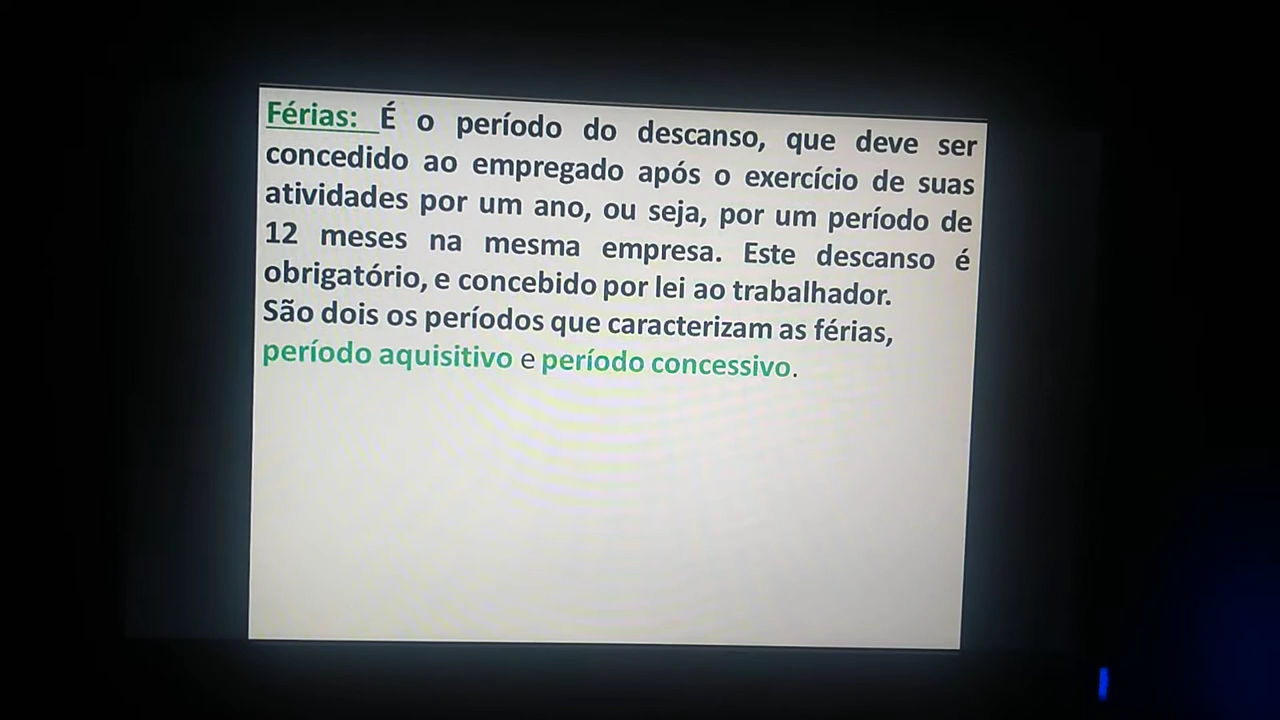 Férias: É o período do descanso, que deve ser
concedido ao empregado após o exercício de suas
atividades por um ano, ou seja, por um período de
12 meses na mesma empresa. Este descanso é
obrigatório, e concebido por lei ao trabalhador.
São dois os períodos que caracterizam as férias,
período aquisitivo e período concessivo.